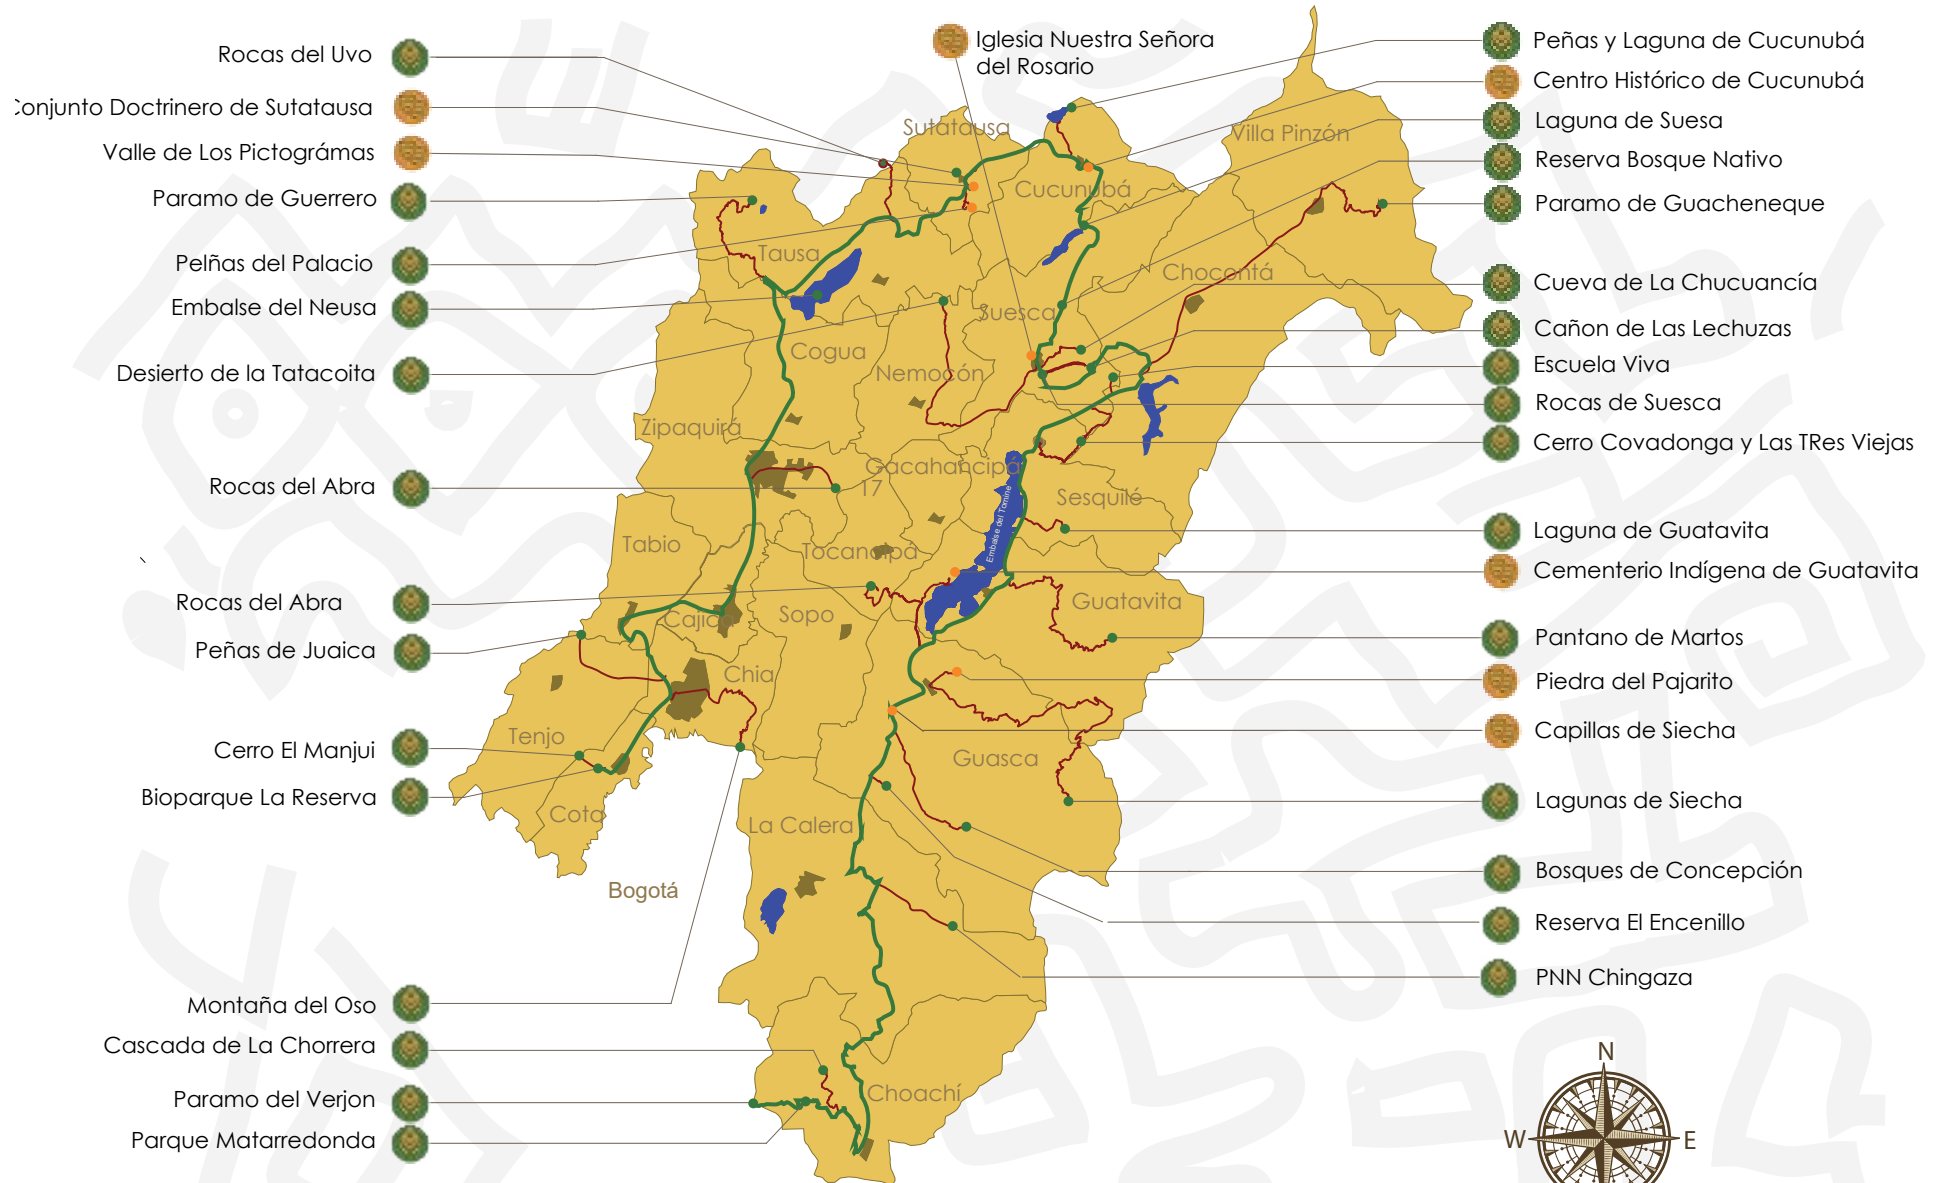 Rocas del Uvo
Conjunto Doctrinero de Sutatausa
Valle de Los Pictográmas
Paramo de Guerrero
Pelñas del Palacio
Embalse del Neusa
Desierto de la Tatacoita
Rocas del Abra
Rocas del Abra
Peñas de Juaica
Cerro El Manjui
Bioparque La Reserva
Montaña del Oso
Cascada de La Chorrera
Paramo del Verjon
Parque Matarredonda
Iglesia Nuestra Señora
del Rosario
Sutatausa
Villa Pinzón
Cucunubá
Tausa
Chocontá
Suesca
Cogua
Nemocón
Zipaquirá
Gacahancipá
17
Sesquilé
Embalse del Tomine
Tabio
Tocancipá
Guatavita
Cajica
Sopo
Chia
Tenjo
Guasca
Cota
La Calera
Bogotá
Choachí
Peñas y Laguna de Cucunubá
Centro Histórico de Cucunubá
Laguna de Suesa
Reserva Bosque Nativo
Paramo de Guacheneque
Cueva de La Chucuancía
Cañon de Las Lechuzas
Escuela Viva
Rocas de Suesca
Cerro Covadonga y Las TRes Viejas
Laguna de Guatavita
Cementerio Indígena de Guatavita
Pantano de Martos
Piedra del Pajarito
Capillas de Siecha
Lagunas de Siecha
Bosques de Concepción
Reserva El Encenillo
PNN Chingaza
N
W
E